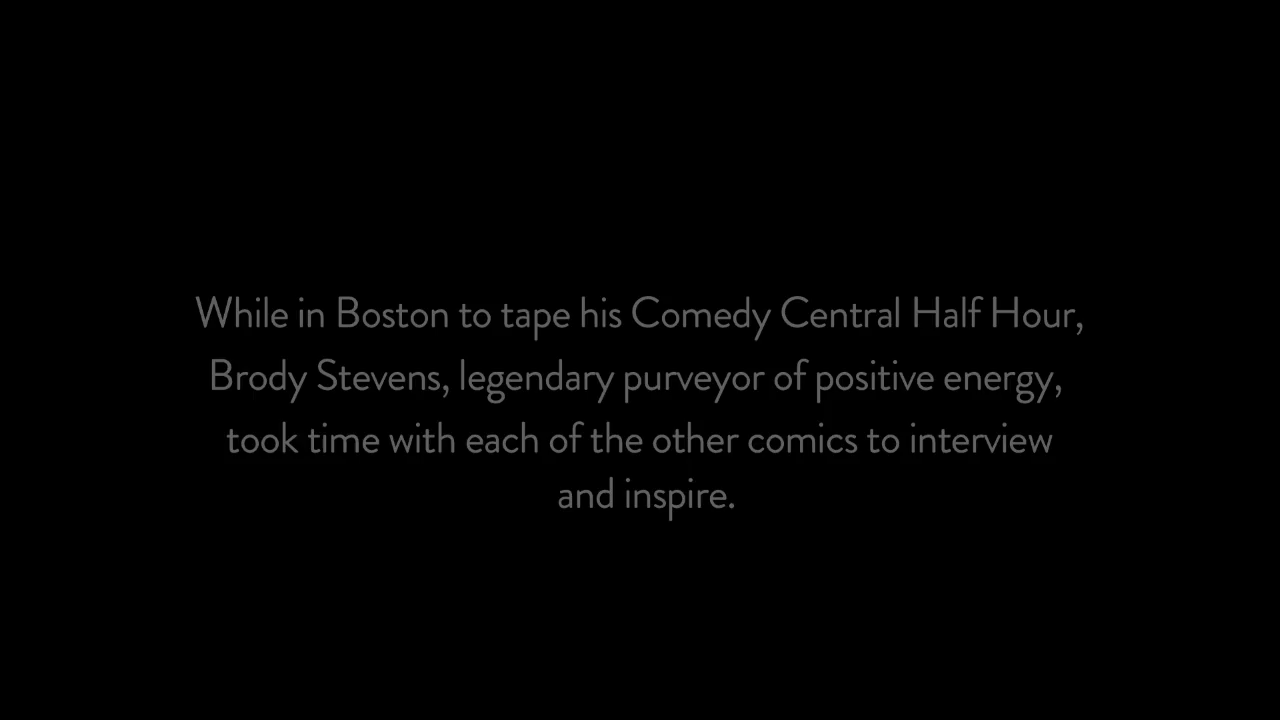 While in Boston to tape his Comedy Central Half Hour,
Brody Stevens, legendary purveyor of positive energy,
took time with each of the other comics to interview
and inspire.